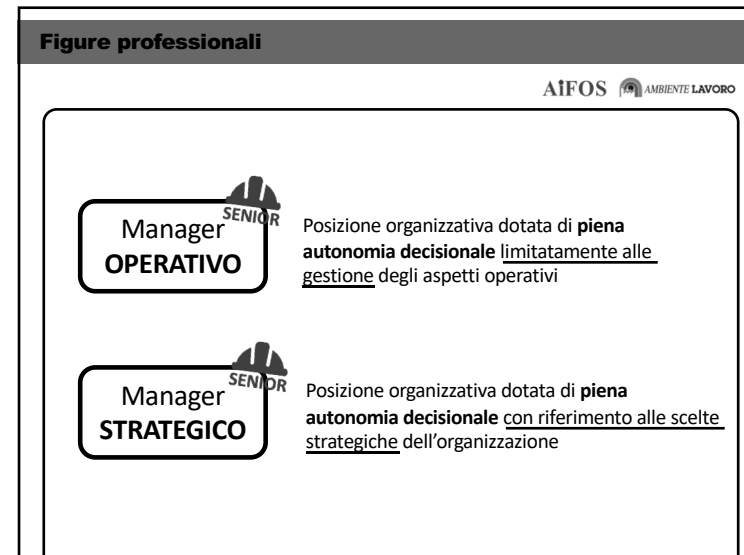 Figure professionali
AiFOS AMBIENTE LAVORO
SENIOR
Manager
OPERATIVO
Posizione organizzativa dotata di piena
autonomia decisionale limitatamente alle
gestione degli aspetti operativi
SENIOR
Manager
STRATEGICO
Posizione organizzativa dotata di piena
autonomia decisionale con riferimento alle scelte
strategiche dell’organizzazione